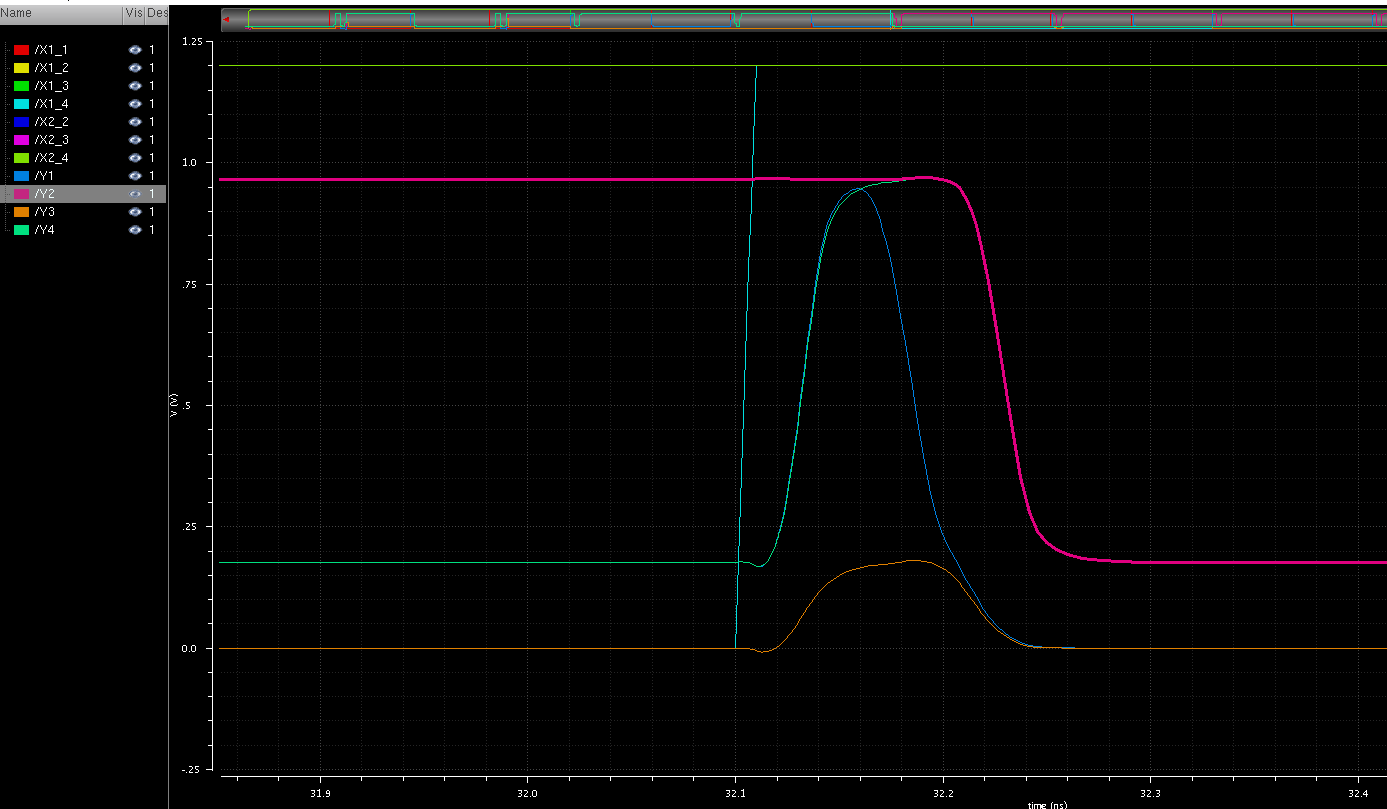 Name Vis Des
/X1_1 1
/X1_2 1
/X1_3 1
/X1_4 1
/X2_2 1
/X2_3 1
/X2_4 1
/Y1 1
/Y2 1
/Y3 1
/Y4 1
1.25
1.0
.75
V (V)
.5
.25
0.0
-.25
31.9 32.0 32.1 32.2 32.3 32.4
time (ns)